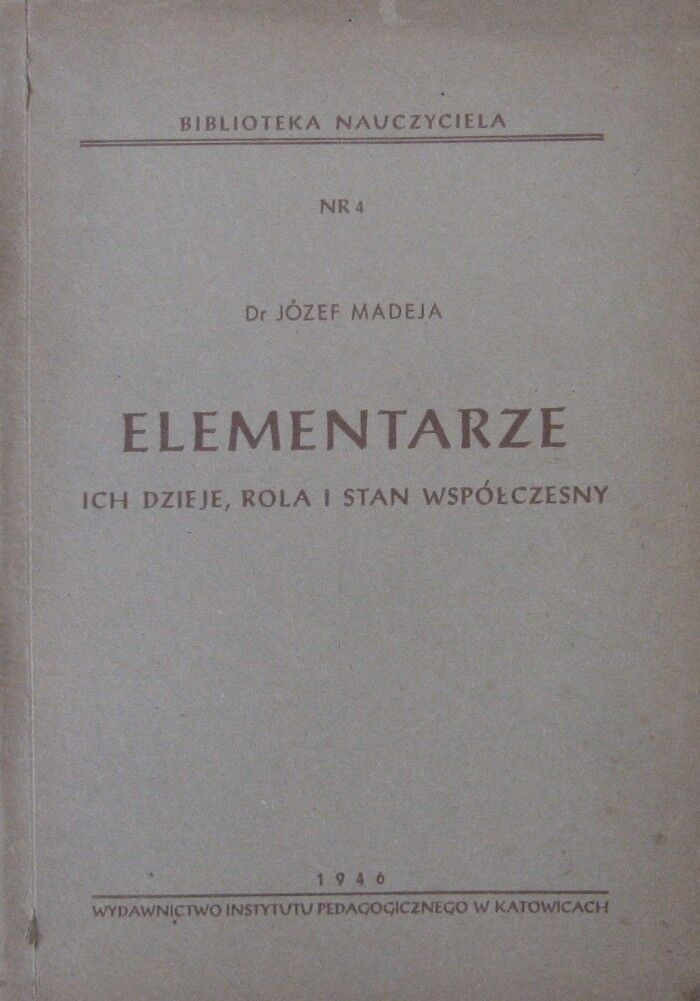 BIBLIOTEKA NAUCZYCIELA
NR 4
Dr JÓZEF MADEJA
ELEMENTARZE
ICH DZIEJE, ROLA I STAN WSPÓŁCZESNY
1946
WYDAWNICTWO INSTYTUTU PEDAGOGICZNEGO W KATOWICACH